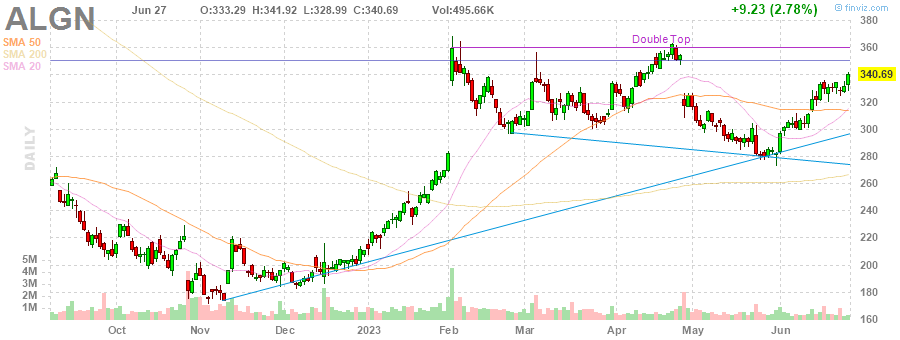 ALGN Jun 27 O:333.29 H:341.92 L:328.99 C:340.69 Vol:495.66K +9.23 (2.78%)
© finviz.com
SMA 50
SMA 200
SMA 20
Double Top
DAILY
380
360
340.69
320
300
280
260
240
220
200
180
160
5M
4M
3M
2M
1M
Oct Nov Dec 2023 Feb Mar Apr May Jun